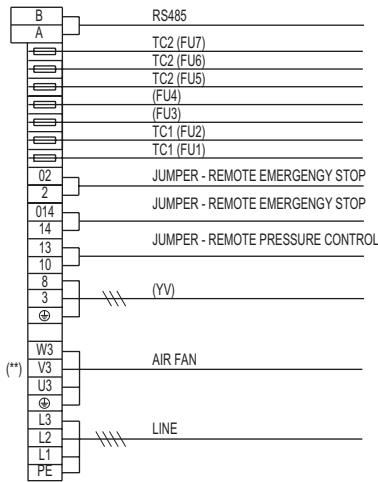 B RS485
A
TC2 (FU7)
TC2 (FU6)
TC2 (FU5)
(FU4)
(FU3)
TC1 (FU2)
TC1 (FU1)
02 JUMPER - REMOTE EMERGENGY STOP
2
014 JUMPER - REMOTE EMERGENGY STOP
14
13 JUMPER - REMOTE PRESSURE CONTROL
10
8
3 (YV)
W3
(**) V3 AIR FAN
U3
L3
L2 LINE
L1
PE